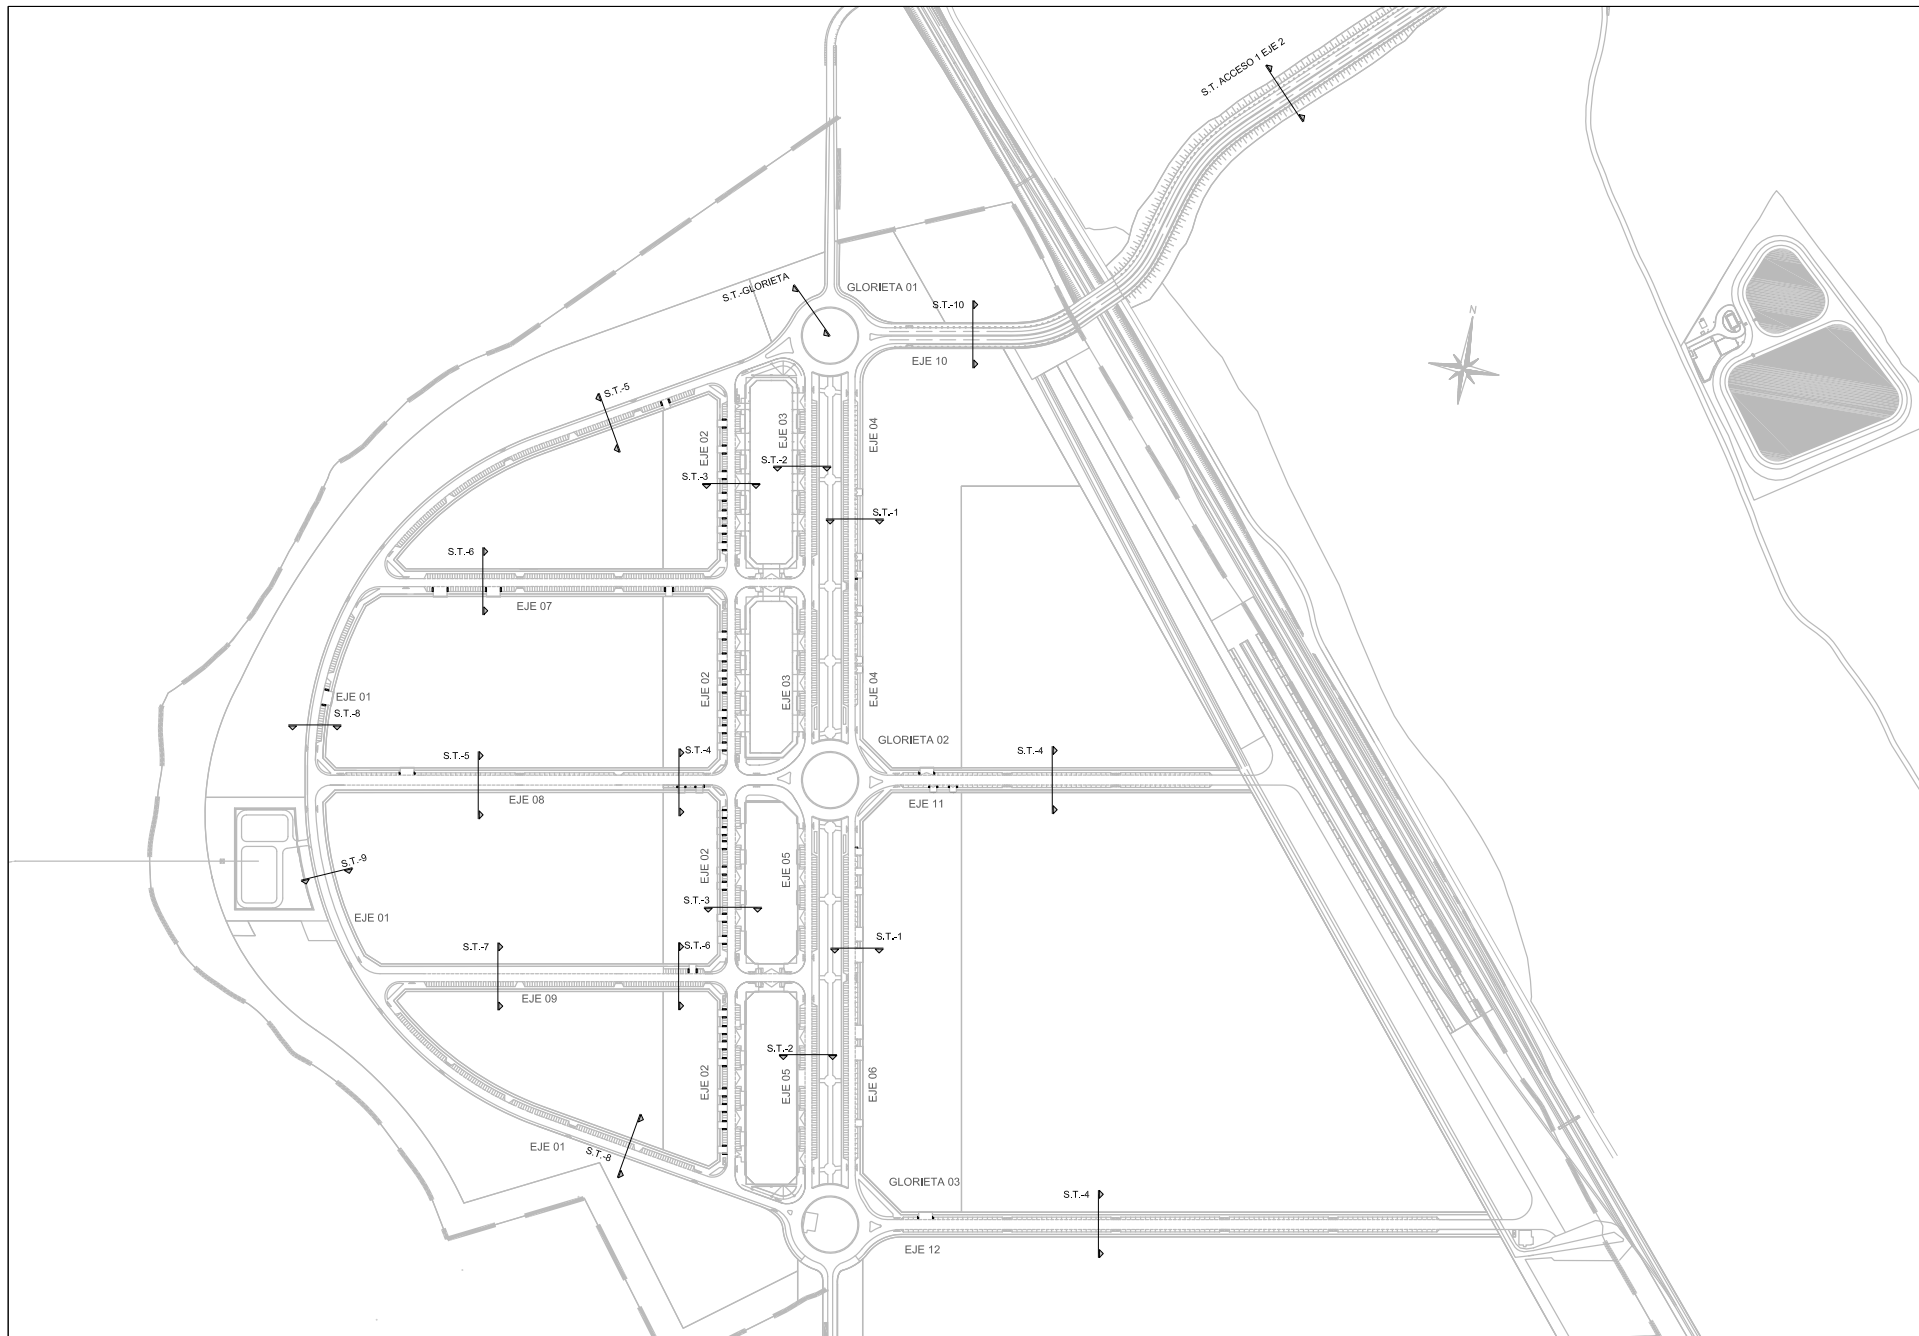 S.T. ACCESO 1 EJE 2
S.T.-GLORIETA
GLORIETA 01
S.T.-10
N
EJE 10
S.T.-5
EJE 02
EJE 03
EJE 04
S.T.-2
S.T.-3
S.T.-1
S.T.-6
EJE 07
EJE 02
EJE 03
EJE 04
EJE 01
S.T.-8
GLORIETA 02
S.T.-5
S.T.-4
S.T.-4
EJE 08
EJE 11
S.T.-9
EJE 02
EJE 05
EJE 01
S.T.-3
S.T.-7
S.T.-6
S.T.-1
EJE 09
S.T.-2
EJE 02
EJE 05
EJE 06
EJE 01
S.T.-8
GLORIETA 03
S.T.-4
EJE 12